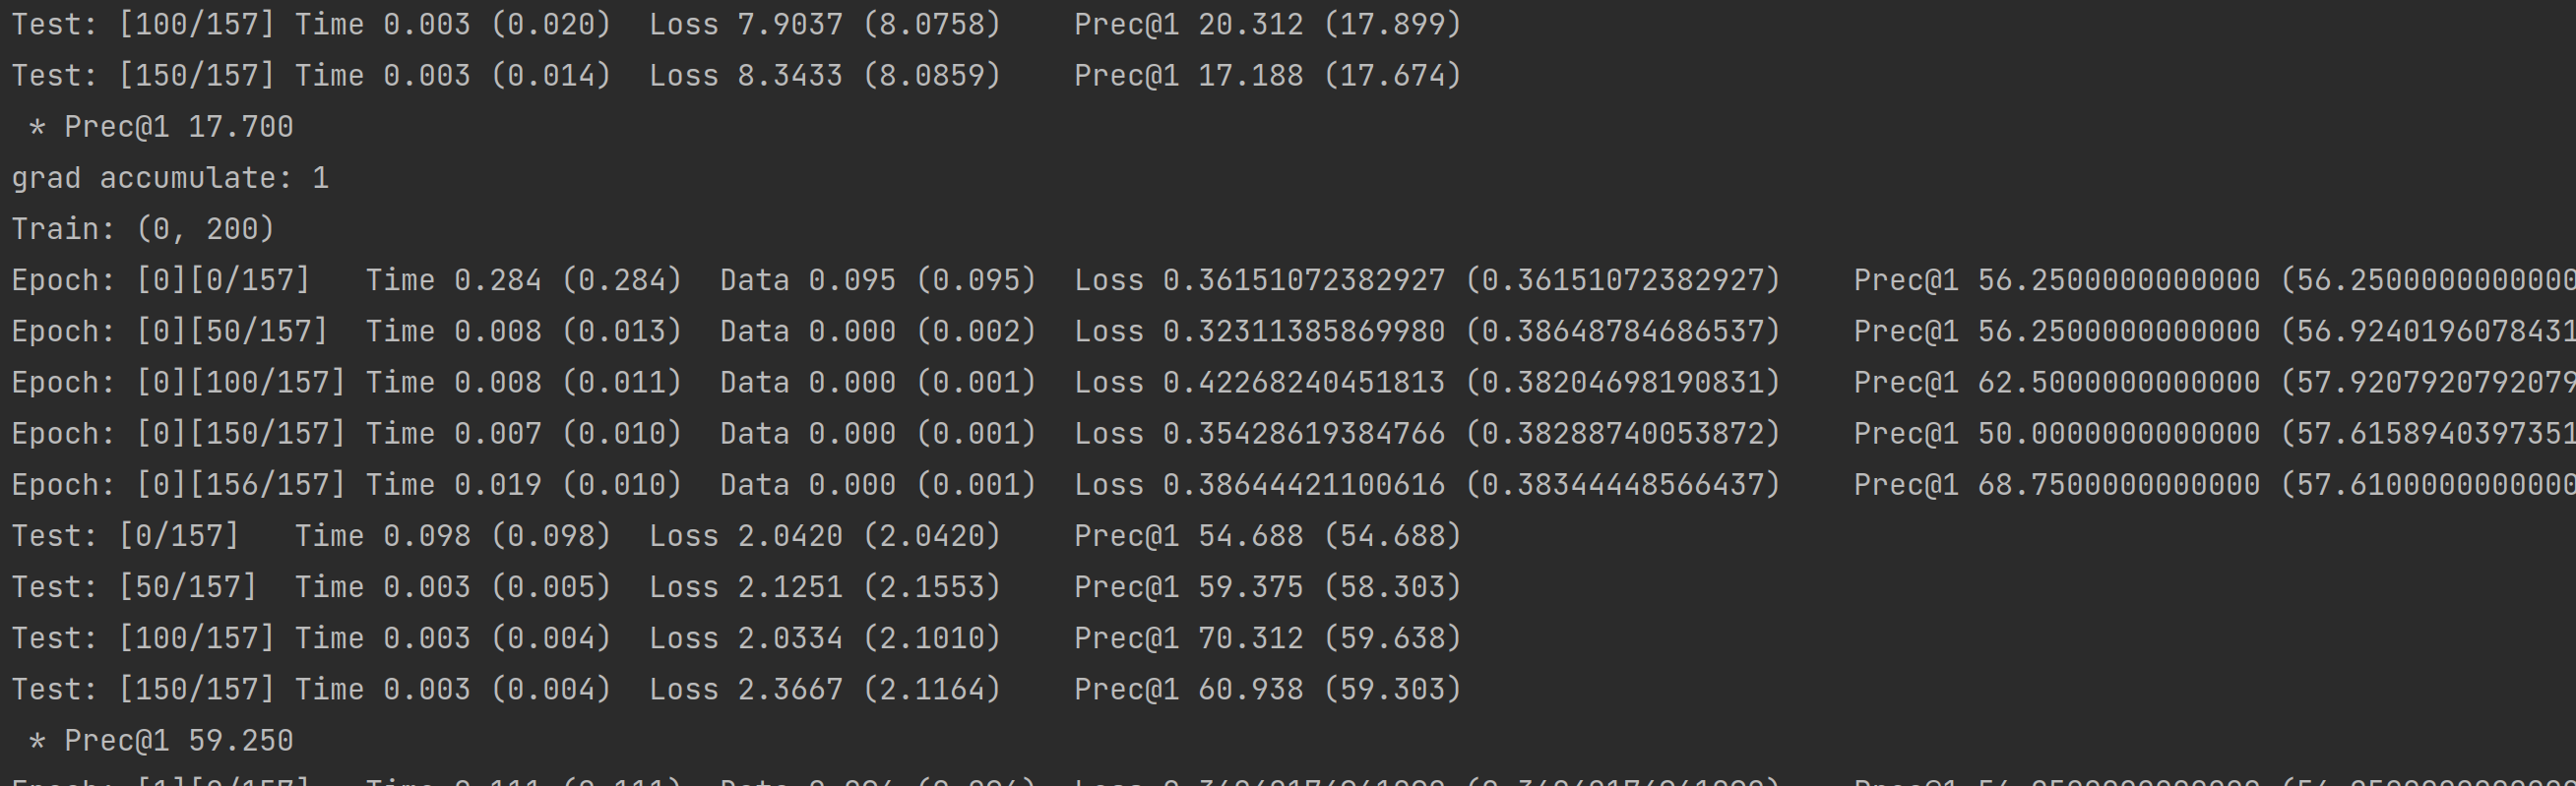 Test: [100/157] Time 0.003 (0.020)  Loss 7.9037 (8.0758)    Prec@1 20.312 (17.899)
Test: [150/157] Time 0.003 (0.014)  Loss 8.3433 (8.0859)    Prec@1 17.188 (17.674)
 * Prec@1 17.700
grad accumulate: 1
Train: (0, 200)
Epoch: [0][0/157]   Time 0.284 (0.284)  Data 0.095 (0.095)  Loss 0.36151072382927 (0.36151072382927)    Prec@1 56.2500000000000 (56.2500000000000
Epoch: [0][50/157]  Time 0.008 (0.013)  Data 0.000 (0.002)  Loss 0.32311385869980 (0.38648784686537)    Prec@1 56.2500000000000 (56.9240196078431
Epoch: [0][100/157] Time 0.008 (0.011)  Data 0.000 (0.001)  Loss 0.42268240451813 (0.38204698190831)    Prec@1 62.5000000000000 (57.9207920792079
Epoch: [0][150/157] Time 0.007 (0.010)  Data 0.000 (0.001)  Loss 0.35428619384766 (0.38288740053872)    Prec@1 50.0000000000000 (57.6158940397351
Epoch: [0][156/157] Time 0.019 (0.010)  Data 0.000 (0.001)  Loss 0.38644421100616 (0.38344448566437)    Prec@1 68.7500000000000 (57.6100000000000
Test: [0/157]   Time 0.098 (0.098)  Loss 2.0420 (2.0420)    Prec@1 54.688 (54.688)
Test: [50/157]  Time 0.003 (0.005)  Loss 2.1251 (2.1553)    Prec@1 59.375 (58.303)
Test: [100/157] Time 0.003 (0.004)  Loss 2.0334 (2.1010)    Prec@1 70.312 (59.638)
Test: [150/157] Time 0.003 (0.004)  Loss 2.3667 (2.1164)    Prec@1 60.938 (59.303)
 * Prec@1 59.250